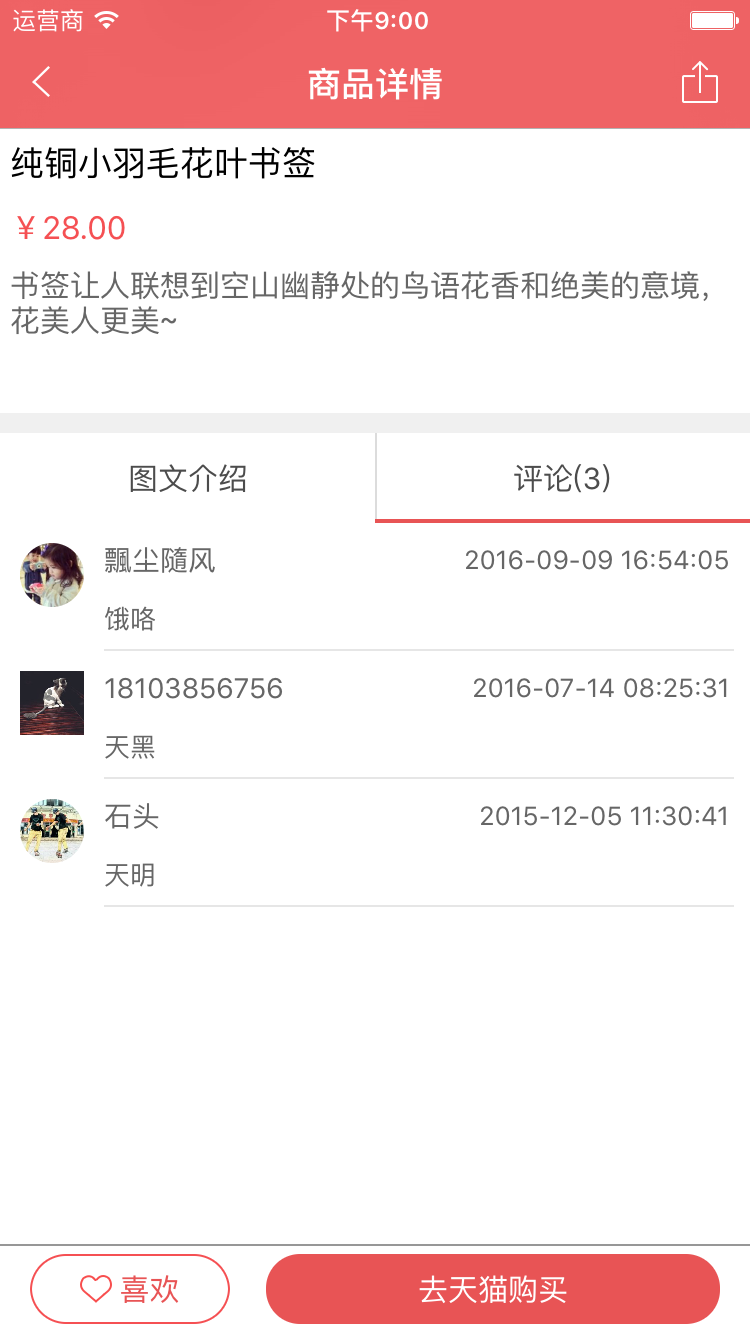 运营商 下午9:00
商品详情
纯铜小羽毛花叶书签
¥ 28.00
书签让人联想到空山幽静处的鸟语花香和绝美的意境,
花美人更美~
图文介绍 评论(3)
飄尘隨风 2016-09-09 16:54:05
饿咯
18103856756 2016-07-14 08:25:31
天黑
石头 2015-12-05 11:30:41
天明
喜欢 去天猫购买